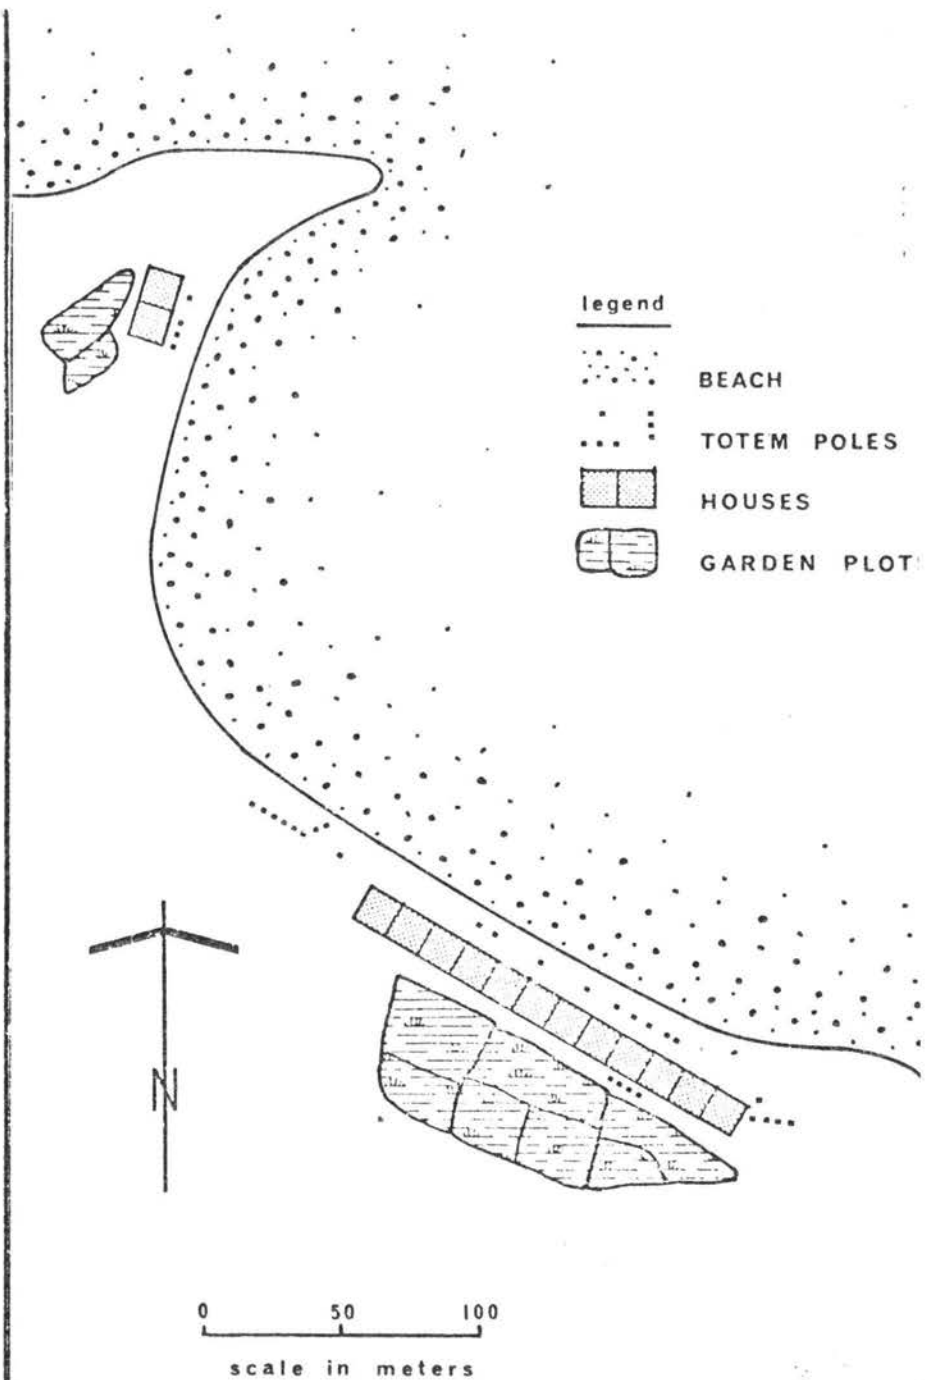 legend
BEACH
TOTEM POLES
HOUSES
GARDEN PLOT
N
0 50 100
scale in meters